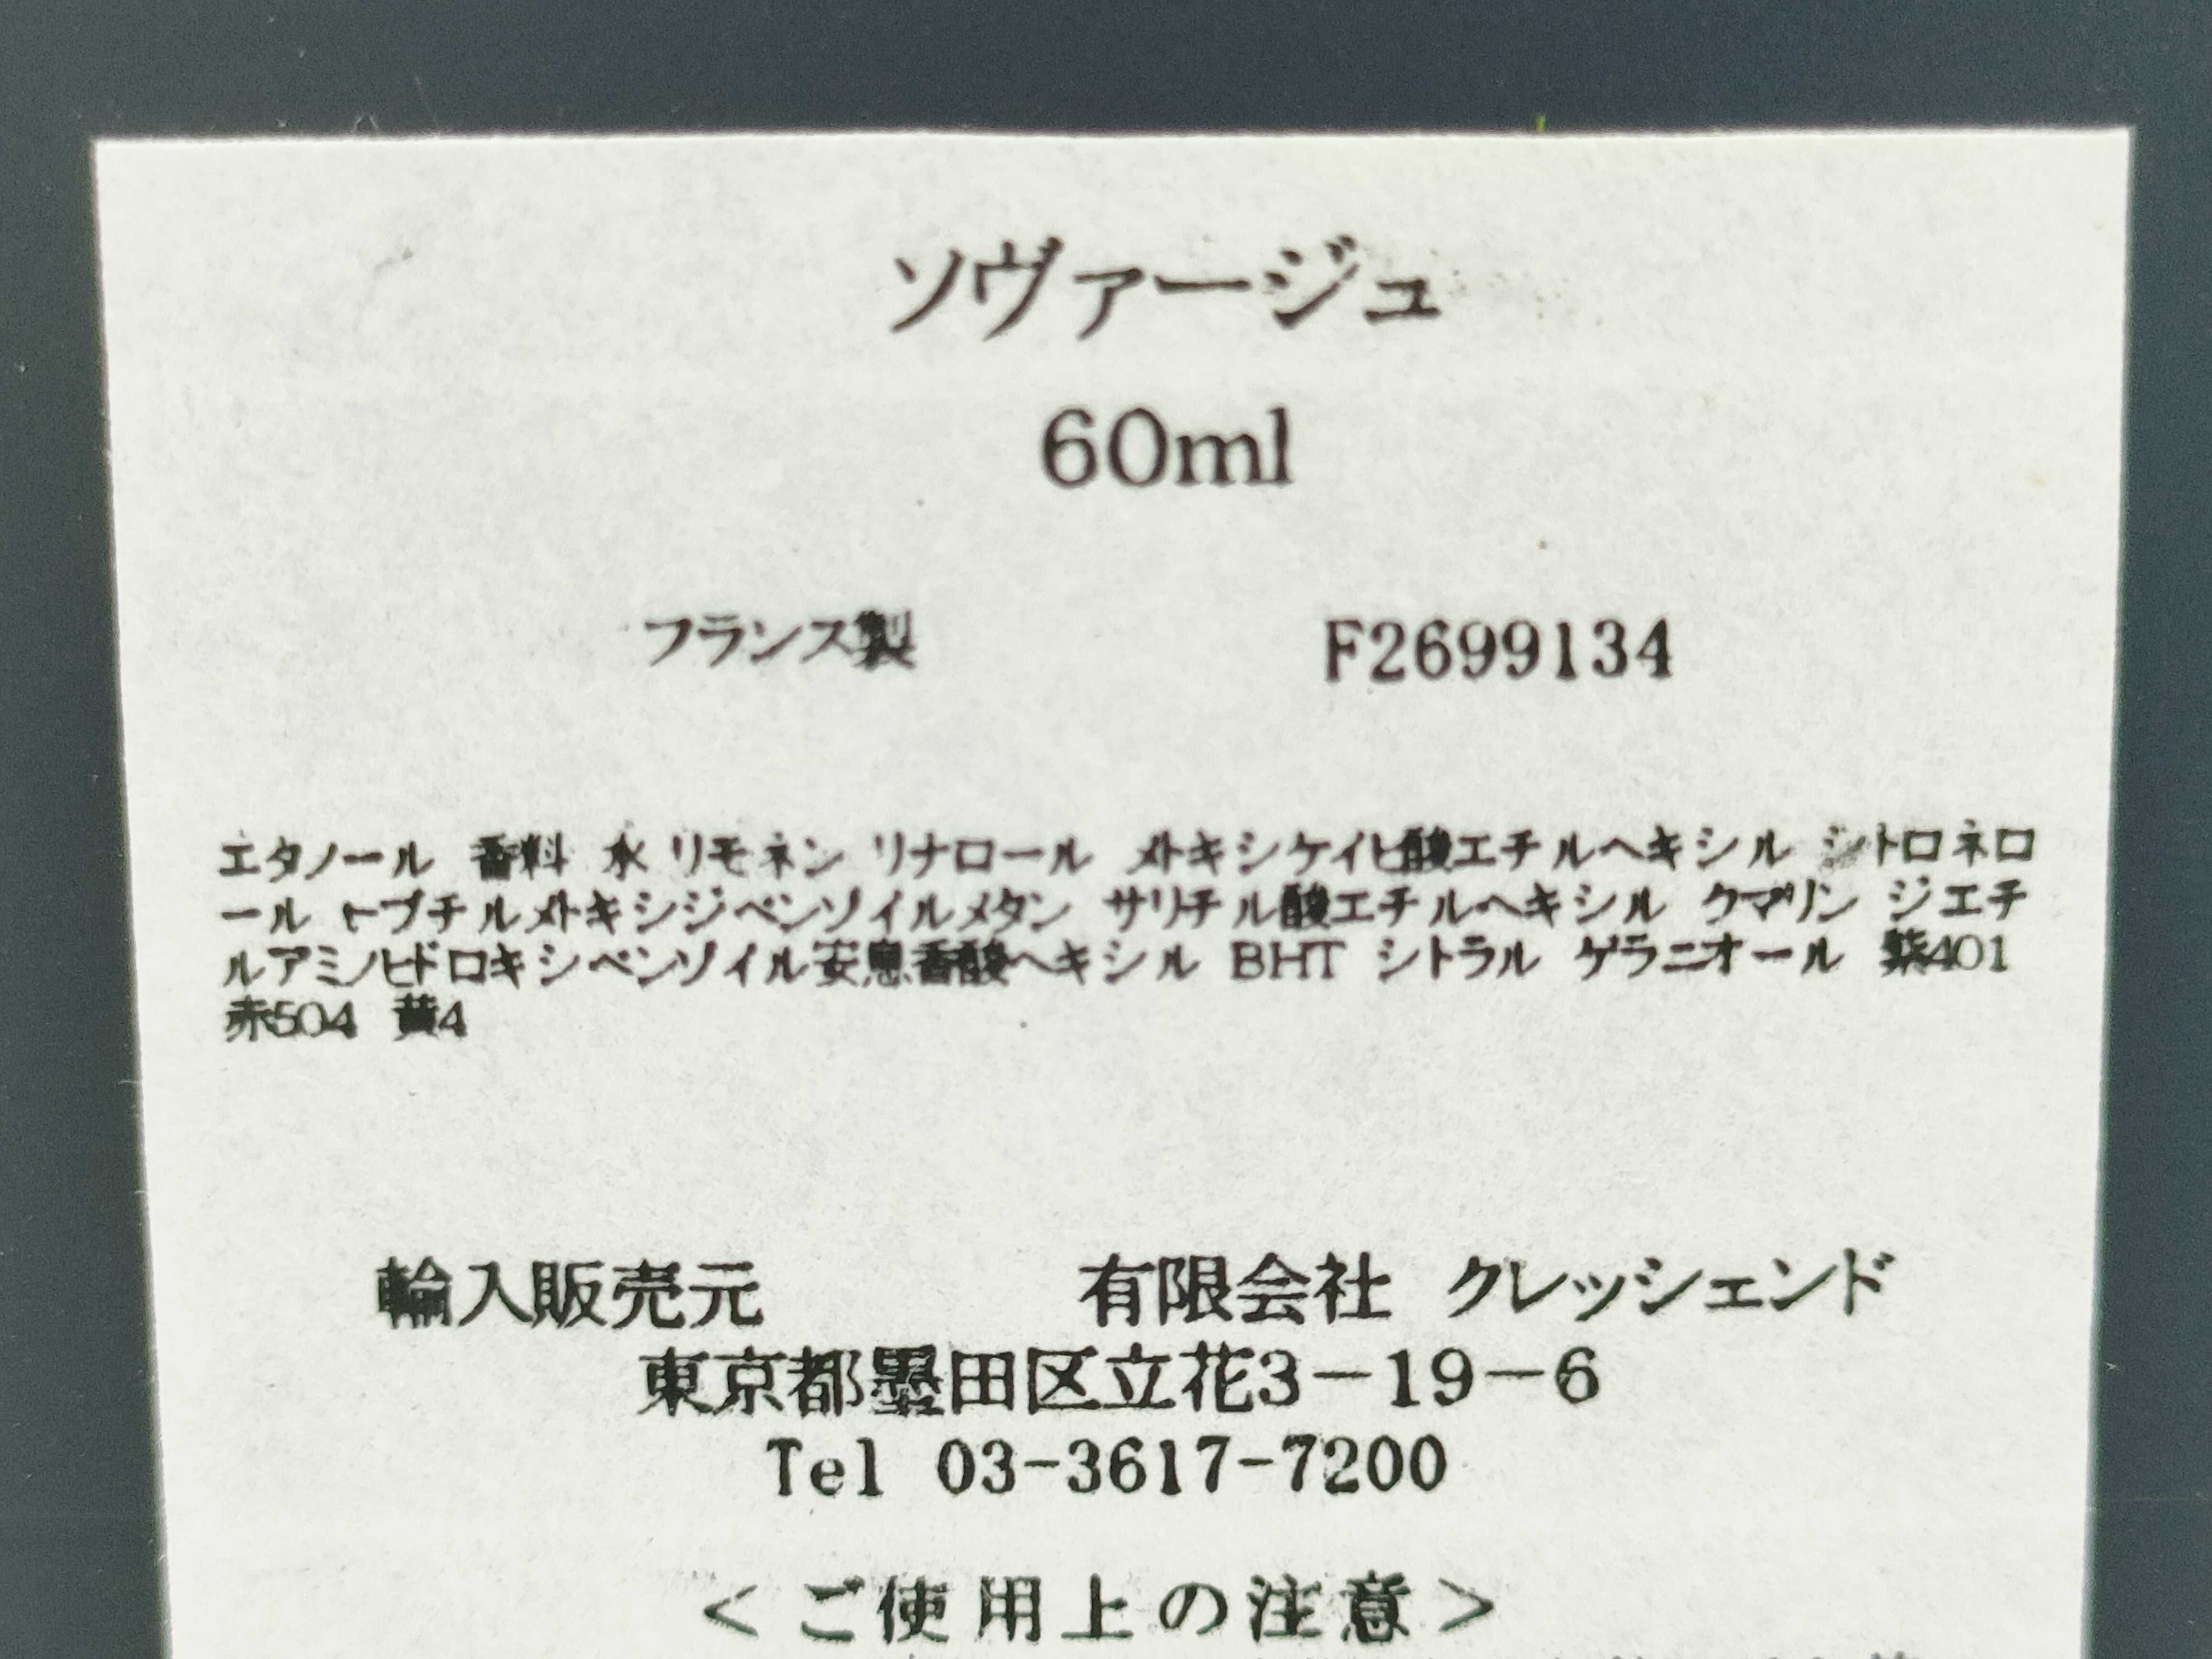 ソヴァージュ
60ml
フランス製 F2699134
エタノール 香料 水 リモネン リナロール メトキシケイヒ酸エチルヘキシル シトロネロ
ール t-ブチルメトキシジベンゾイルメタン サリチル酸エチルヘキシル クマリン ジエチ
ルアミノヒドロキシベンゾイル安息香酸ヘキシル BHT シトラル ゲラニオール 紫401
赤504 黄4
輸入販売元 有限会社 クレッシェンド
東京都墨田区立花3－19－6
Tel 03-3617-7200
＜ご使用上の注意＞